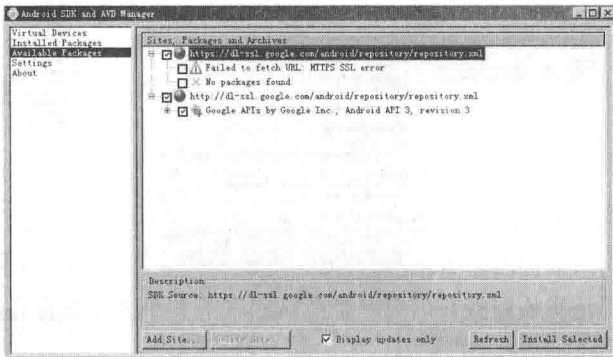 Android SDK and AVD Manager
Virtual Devices
Installed Packages
Available Packages
Settings
About
Sites, Packages and Archives
https://dl-ssl.google.com/android/repository/repository.xml
Failed to fetch URL: HTTPS SSL error
No packages found
http://dl-ssl.google.com/android/repository/repository.xml
Google APIs by Google Inc., Android API 3, revision 3
Description
SDK Source: https://dl-ssl.google.com/android/repository/repository.xml
Add Site...
Delete Site...
Display updates only
Refresh
Install Selected